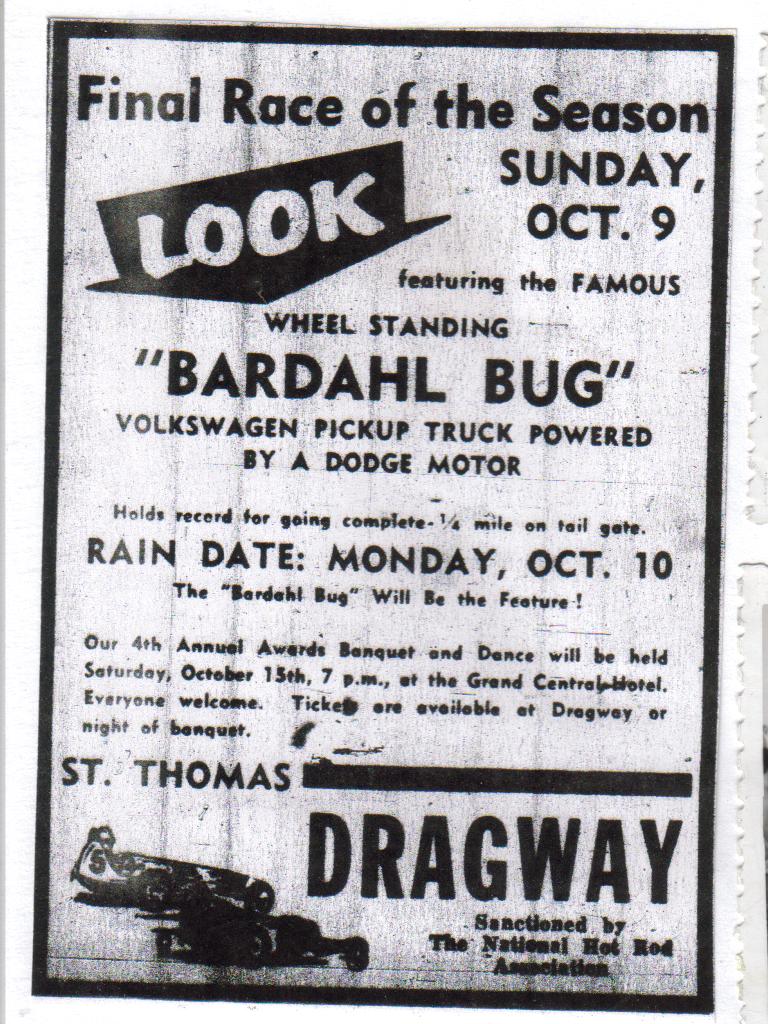 Final Race of the Season
SUNDAY,
OCT. 9
LOOK
featuring the FAMOUS
WHEEL STANDING
"BARDAHL BUG"
VOLKSWAGEN PICKUP TRUCK POWERED
BY A DODGE MOTOR
Holds record for going complete-¼ mile on tail gate.
RAIN DATE: MONDAY, OCT. 10
The "Bardahl Bug" Will Be the Feature!
Our 4th Annual Awards Banquet and Dance will be held
Saturday, October 15th, 7 p.m., at the Grand Central Hotel.
Everyone welcome. Tickets are available at Dragway or
night of banquet.
ST. THOMAS
DRAGWAY
5
Sanctioned by
The National Hot Rod
Association